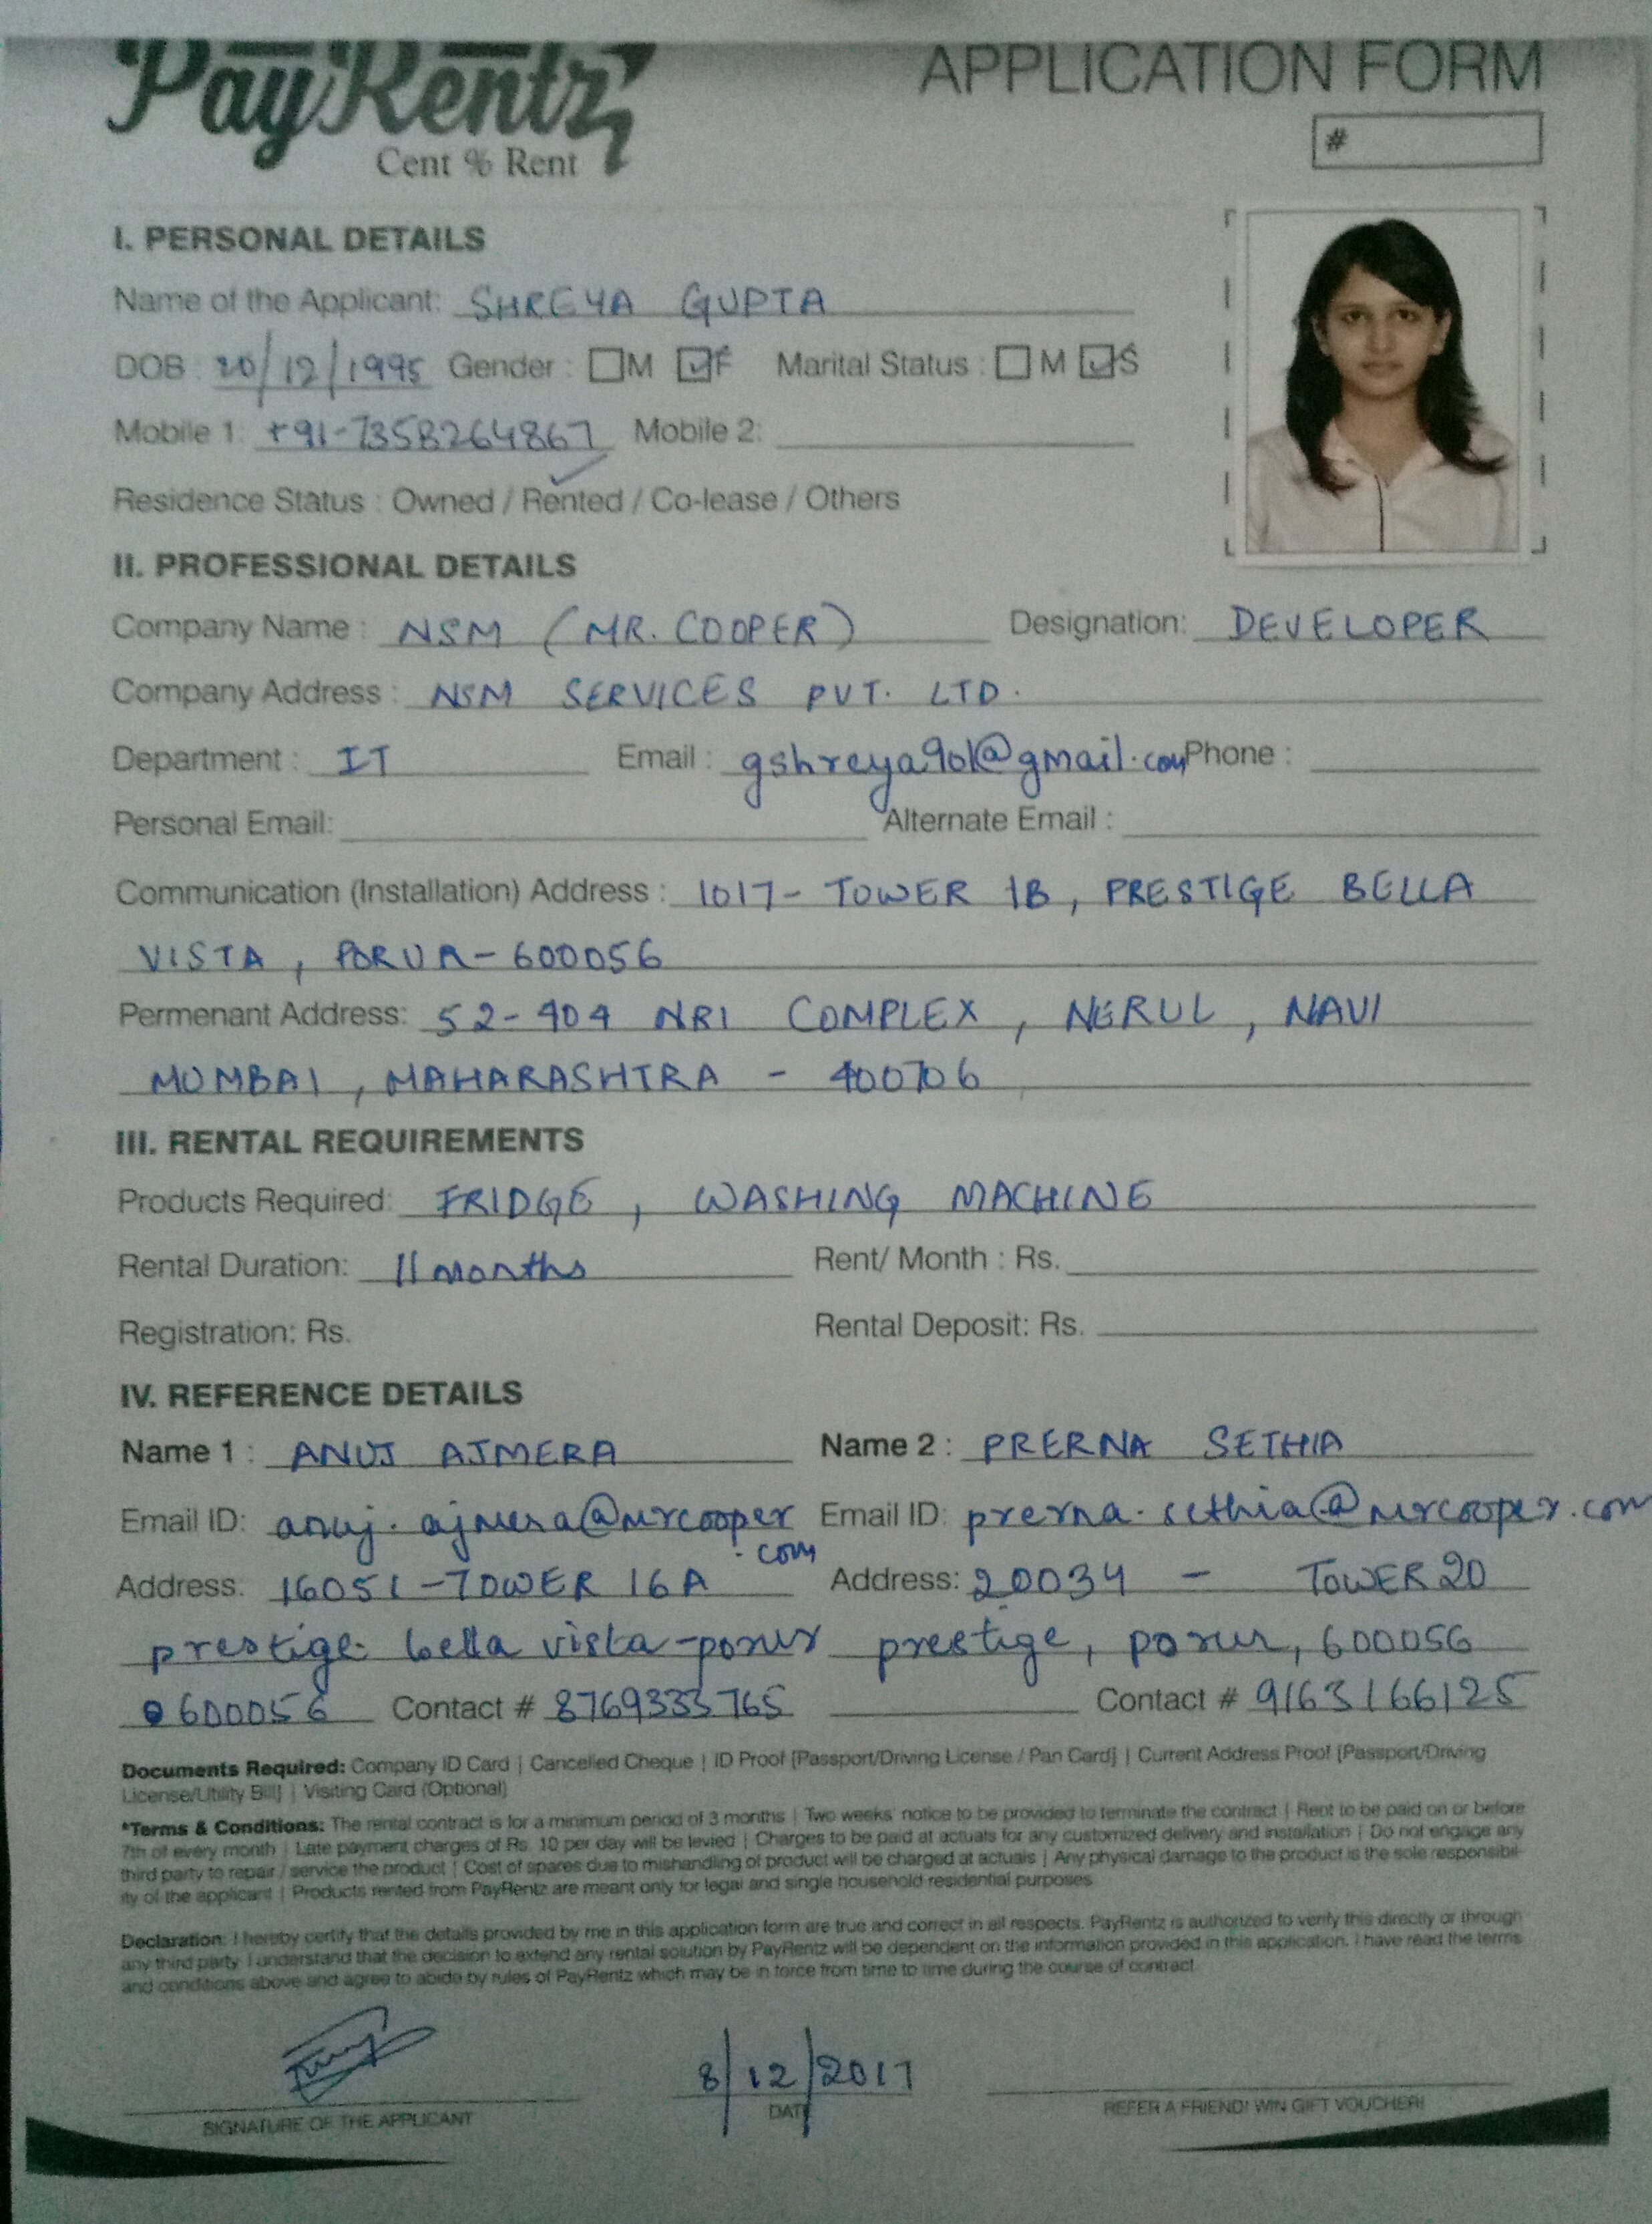 PayRentz
Cent % Rent
APPLICATION FORM
#
I. PERSONAL DETAILS
Name of the Applicant: SHREYA GUPTA
DOB : 20/12/1995 Gender : M F Marital Status : M S
Mobile 1: +91-7358264867 Mobile 2:
Residence Status : Owned / Rented / Co-lease / Others
II. PROFESSIONAL DETAILS
Company Name : NSM (MR. COOPER) Designation: DEVELOPER
Company Address : NSM SERVICES PVT. LTD.
Department : IT Email : gshreya901@gmail.com Phone :
Personal Email: Alternate Email :
Communication (Installation) Address : 1017- TOWER 1B, PRESTIGE BELLA
VISTA, PORUR-600056
Permenant Address: 52-404 NRI COMPLEX, NERUL, NAVI
MUMBAI, MAHARASHTRA - 400706
III. RENTAL REQUIREMENTS
Products Required: FRIDGE, WASHING MACHINE
Rental Duration: 11 months Rent/ Month : Rs.
Registration: Rs. Rental Deposit: Rs.
IV. REFERENCE DETAILS
Name 1 : ANUJ AJMERA Name 2 : PRERNA SETHIA
Email ID: anuj.ajmera@mrcooper.com Email ID: prerna.sethia@mrcooper.com
Address: 16051-TOWER 16A Address: 20034 - TOWER 20
prestige bella vista-porur prestige, porur, 600056
600056 Contact # 8769333765 Contact # 9163166125
Documents Required: Company ID Card | Cancelled Cheque | ID Proof [Passport/Driving License / Pan Card] | Current Address Proof [Passport/Driving
License/Utility Bill] | Visiting Card (Optional)
*Terms & Conditions: The rental contract is for a minimum period of 3 months | Two weeks' notice to be provided to terminate the contract | Rent to be paid on or before
7th of every month | Late payment charges of Rs. 10 per day will be levied | Charges to be paid at actuals for any customized delivery and installation | Do not engage any
third party to repair / service the product | Cost of spares due to mishandling of product will be charged at actuals | Any physical damage to the product is the sole responsibil-
ity of the applicant | Products rented from PayRentz are meant only for legal and single household residential purposes
Declaration: I hereby certify that the details provided by me in this application form are true and correct in all respects. PayRentz is authorized to verify this directly or through
any third party. I understand that the decision to extend any rental solution by PayRentz will be dependent on the information provided in this application. I have read the terms
and conditions above and agree to abide by rules of PayRentz which may be in force from time to time during the course of contract
8/12/2017
SIGNATURE OF THE APPLICANT DATE REFER A FRIEND! WIN GIFT VOUCHER!